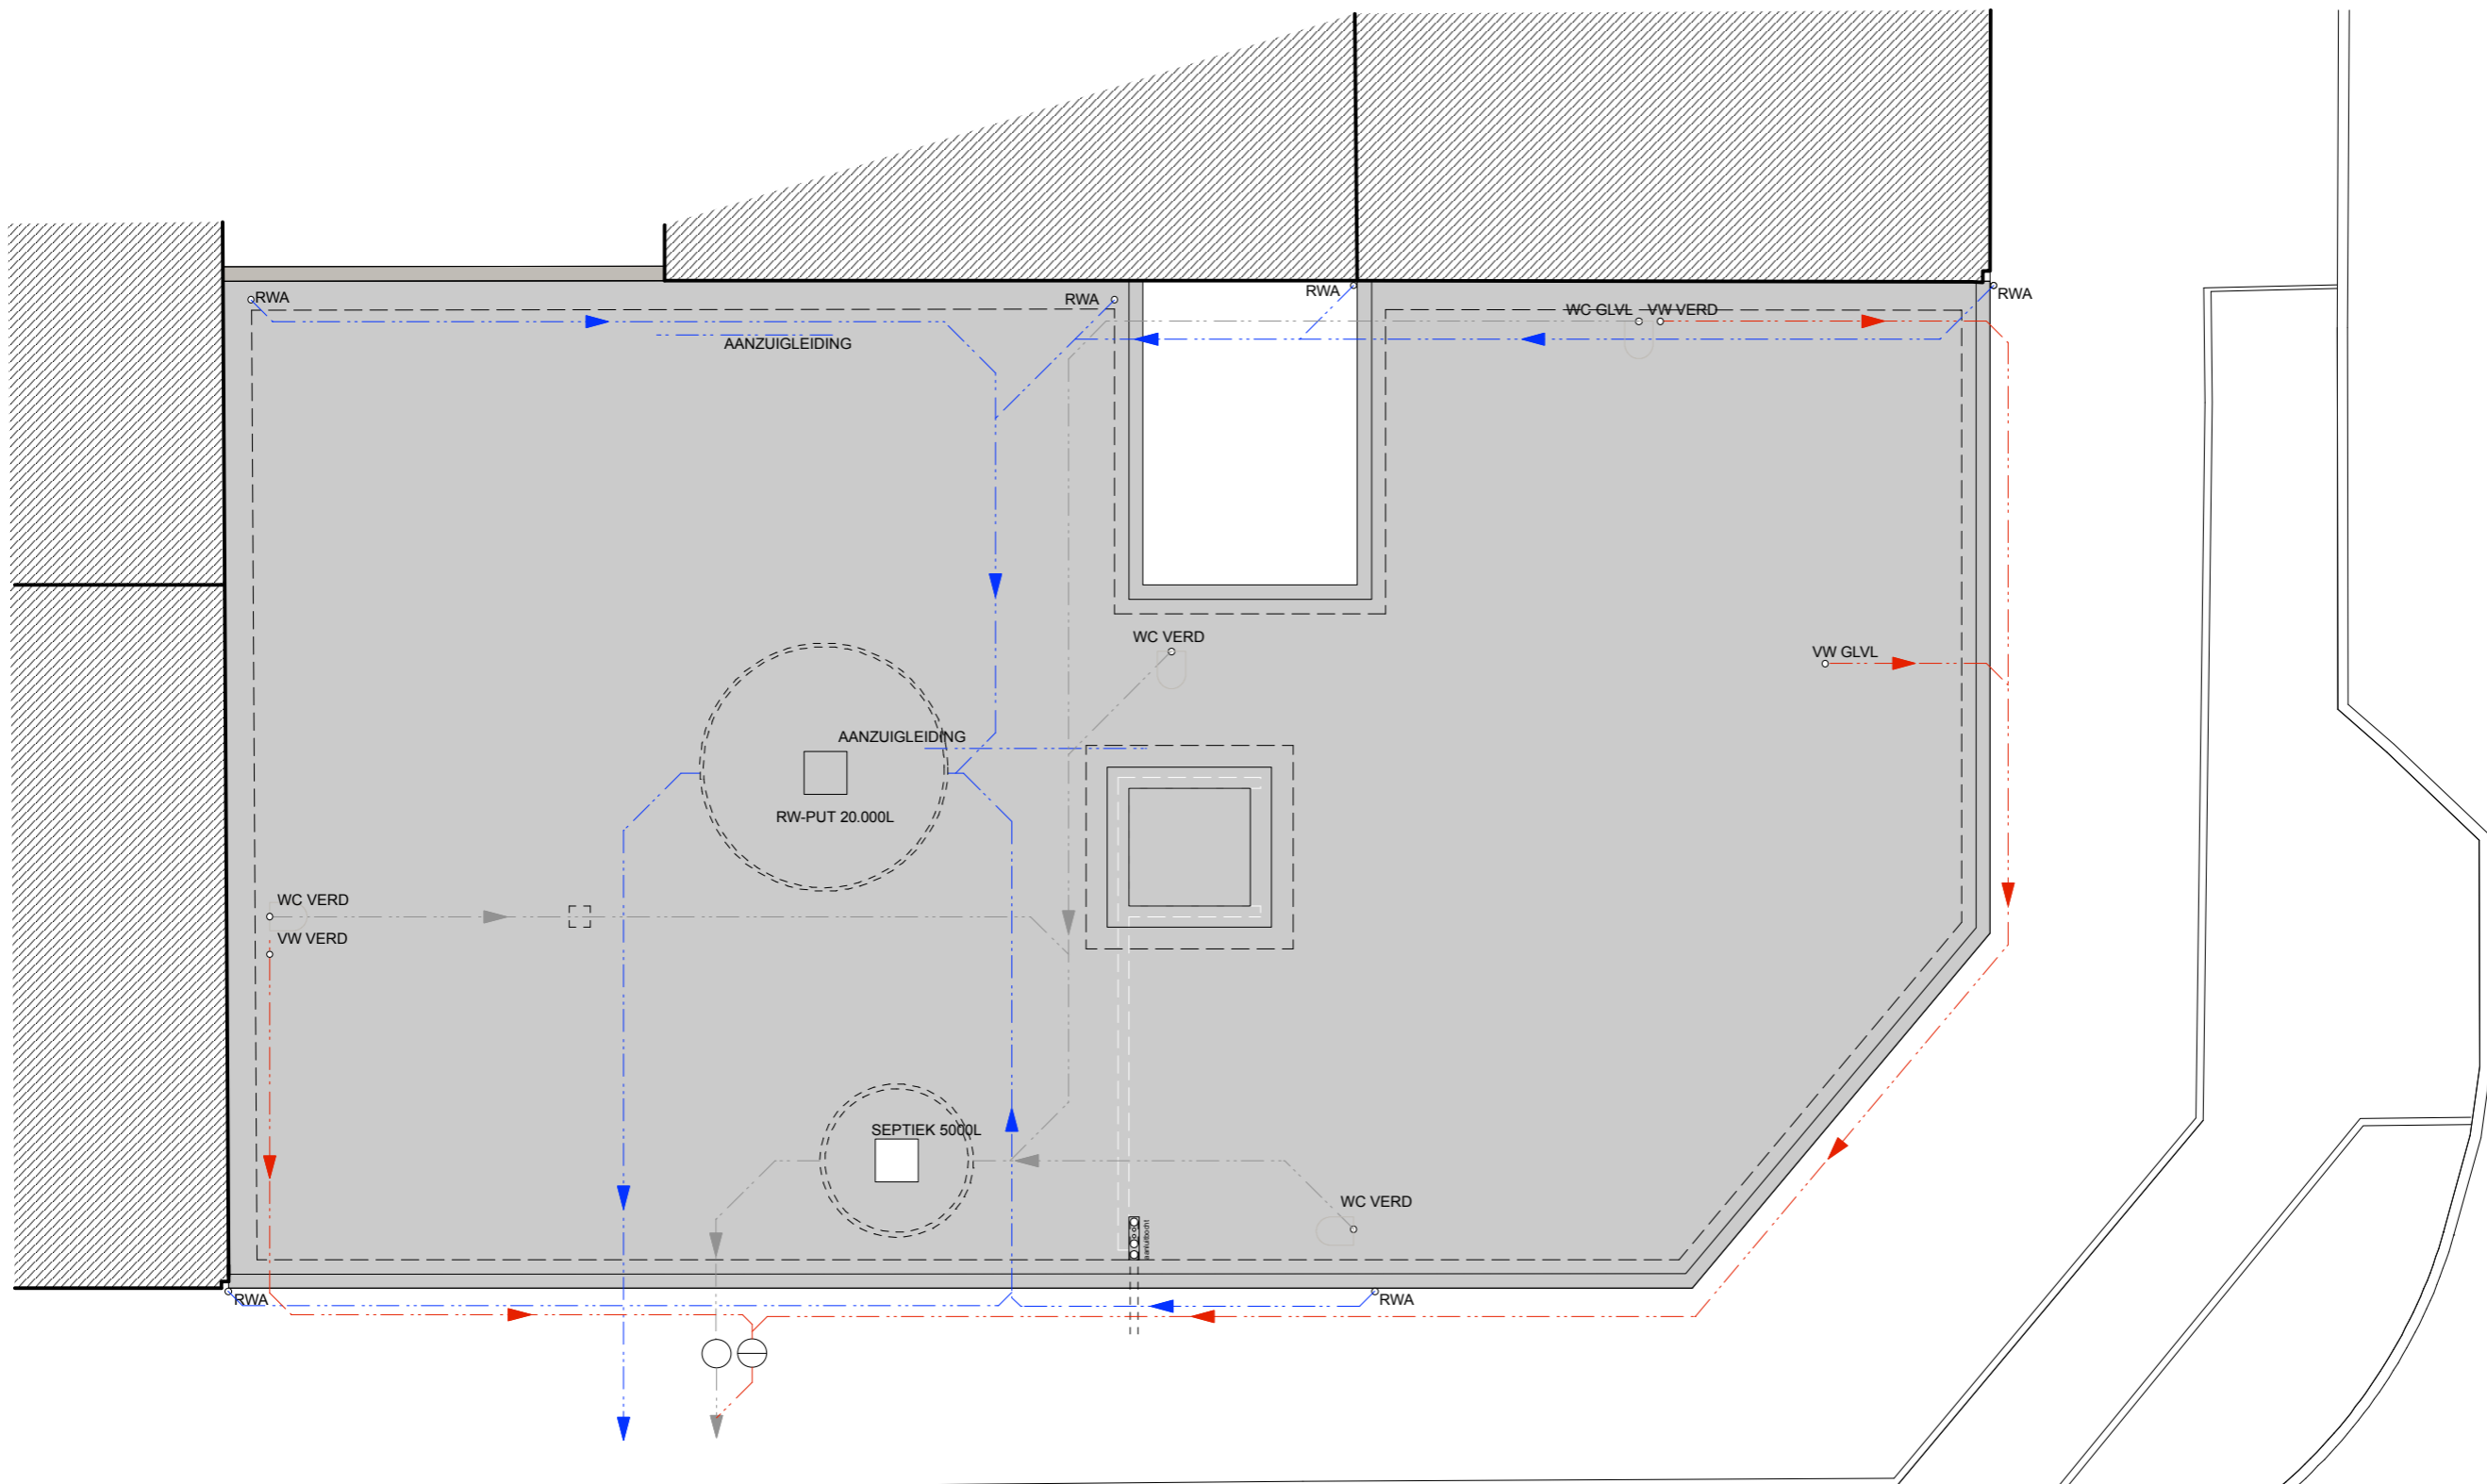 RWA
RWA
RWA
RWA
WC GLVL
VW VERD
AANZUIGLEIDING
WC VERD
VW GLVL
AANZUIGLEIDING
RW-PUT 20.000L
WC VERD
VW VERD
SEPTIEK 5000L
WC VERD
aansluitbocht
RWA
RWA